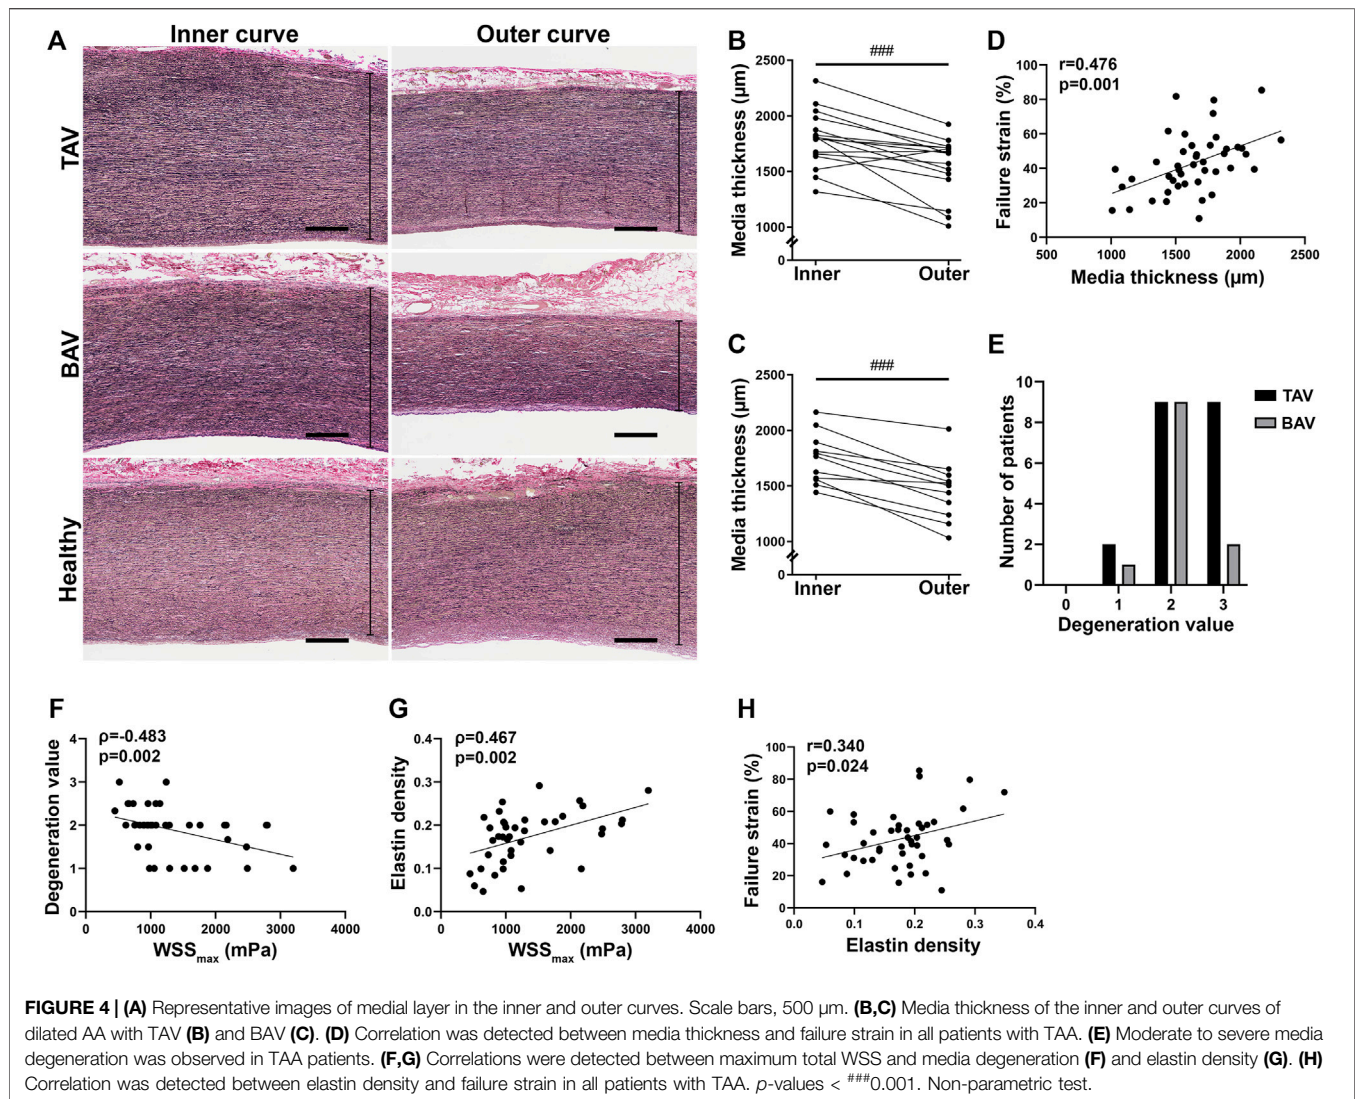 A
Inner curve
Outer curve
TAV
BAV
Healthy
B
###
Media thickness (µm)
2500
2000
1500
1000
0
Inner
Outer
C
###
Media thickness (µm)
2500
2000
1500
1000
0
Inner
Outer
D
r=0.476
p=0.001
Failure strain (%)
100
80
60
40
20
0
500
1000
1500
2000
2500
Media thickness (µm)
E
Number of patients
10
8
6
4
2
0
0
1
2
3
Degeneration value
TAV
BAV
F
ρ=-0.483
p=0.002
Degeneration value
4
3
2
1
0
0
1000
2000
3000
4000
WSSmax (mPa)
G
ρ=0.467
p=0.002
Elastin density
0.4
0.3
0.2
0.1
0.0
0
1000
2000
3000
4000
WSSmax (mPa)
H
r=0.340
p=0.024
Failure strain (%)
100
80
60
40
20
0
0.0
0.1
0.2
0.3
0.4
Elastin density
FIGURE 4 | (A) Representative images of medial layer in the inner and outer curves. Scale bars, 500 µm. (B,C) Media thickness of the inner and outer curves of
dilated AA with TAV (B) and BAV (C). (D) Correlation was detected between media thickness and failure strain in all patients with TAA. (E) Moderate to severe media
degeneration was observed in TAA patients. (F,G) Correlations were detected between maximum total WSS and media degeneration (F) and elastin density (G). (H)
Correlation was detected between elastin density and failure strain in all patients with TAA. p-values < ###0.001. Non-parametric test.